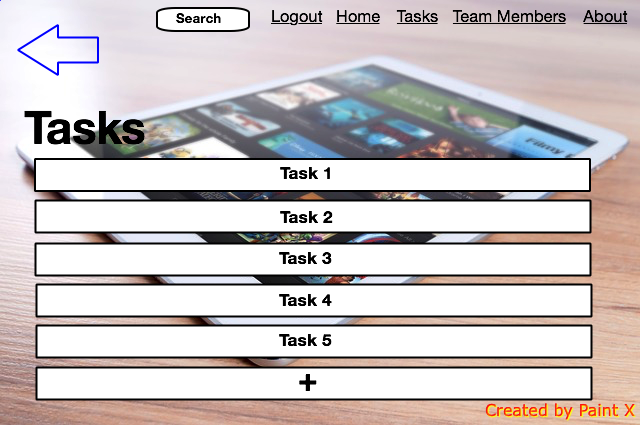 Search Logout Home Tasks Team Members About
Tasks
Task 1
Task 2
Task 3
Task 4
Task 5
+
Created by Paint X